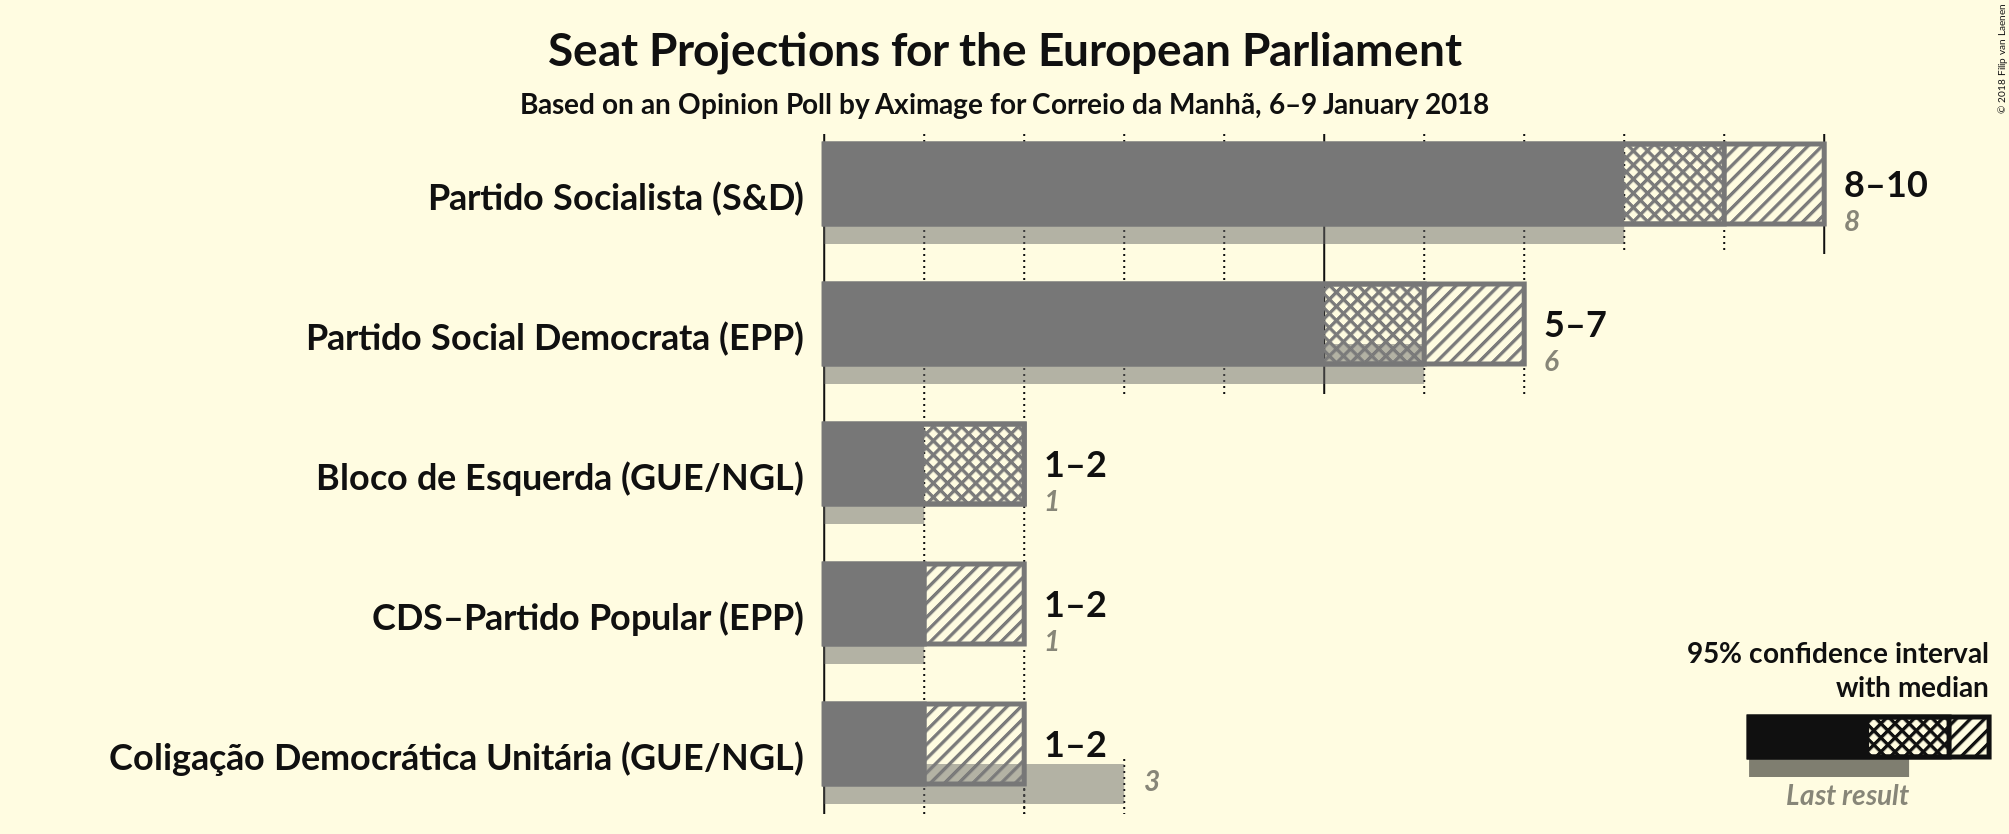 Seat Projections for the European Parliament
Based on an Opinion Poll by Aximage for Correio da Manhã, 6–9 January 2018
© 2018 Filip van Laenen
Partido Socialista (S&D)
8–10
8
Partido Social Democrata (EPP)
5–7
6
Bloco de Esquerda (GUE/NGL)
1–2
1
CDS–Partido Popular (EPP)
1–2
1
Coligação Democrática Unitária (GUE/NGL)
1–2
3
95% confidence interval
with median
Last result